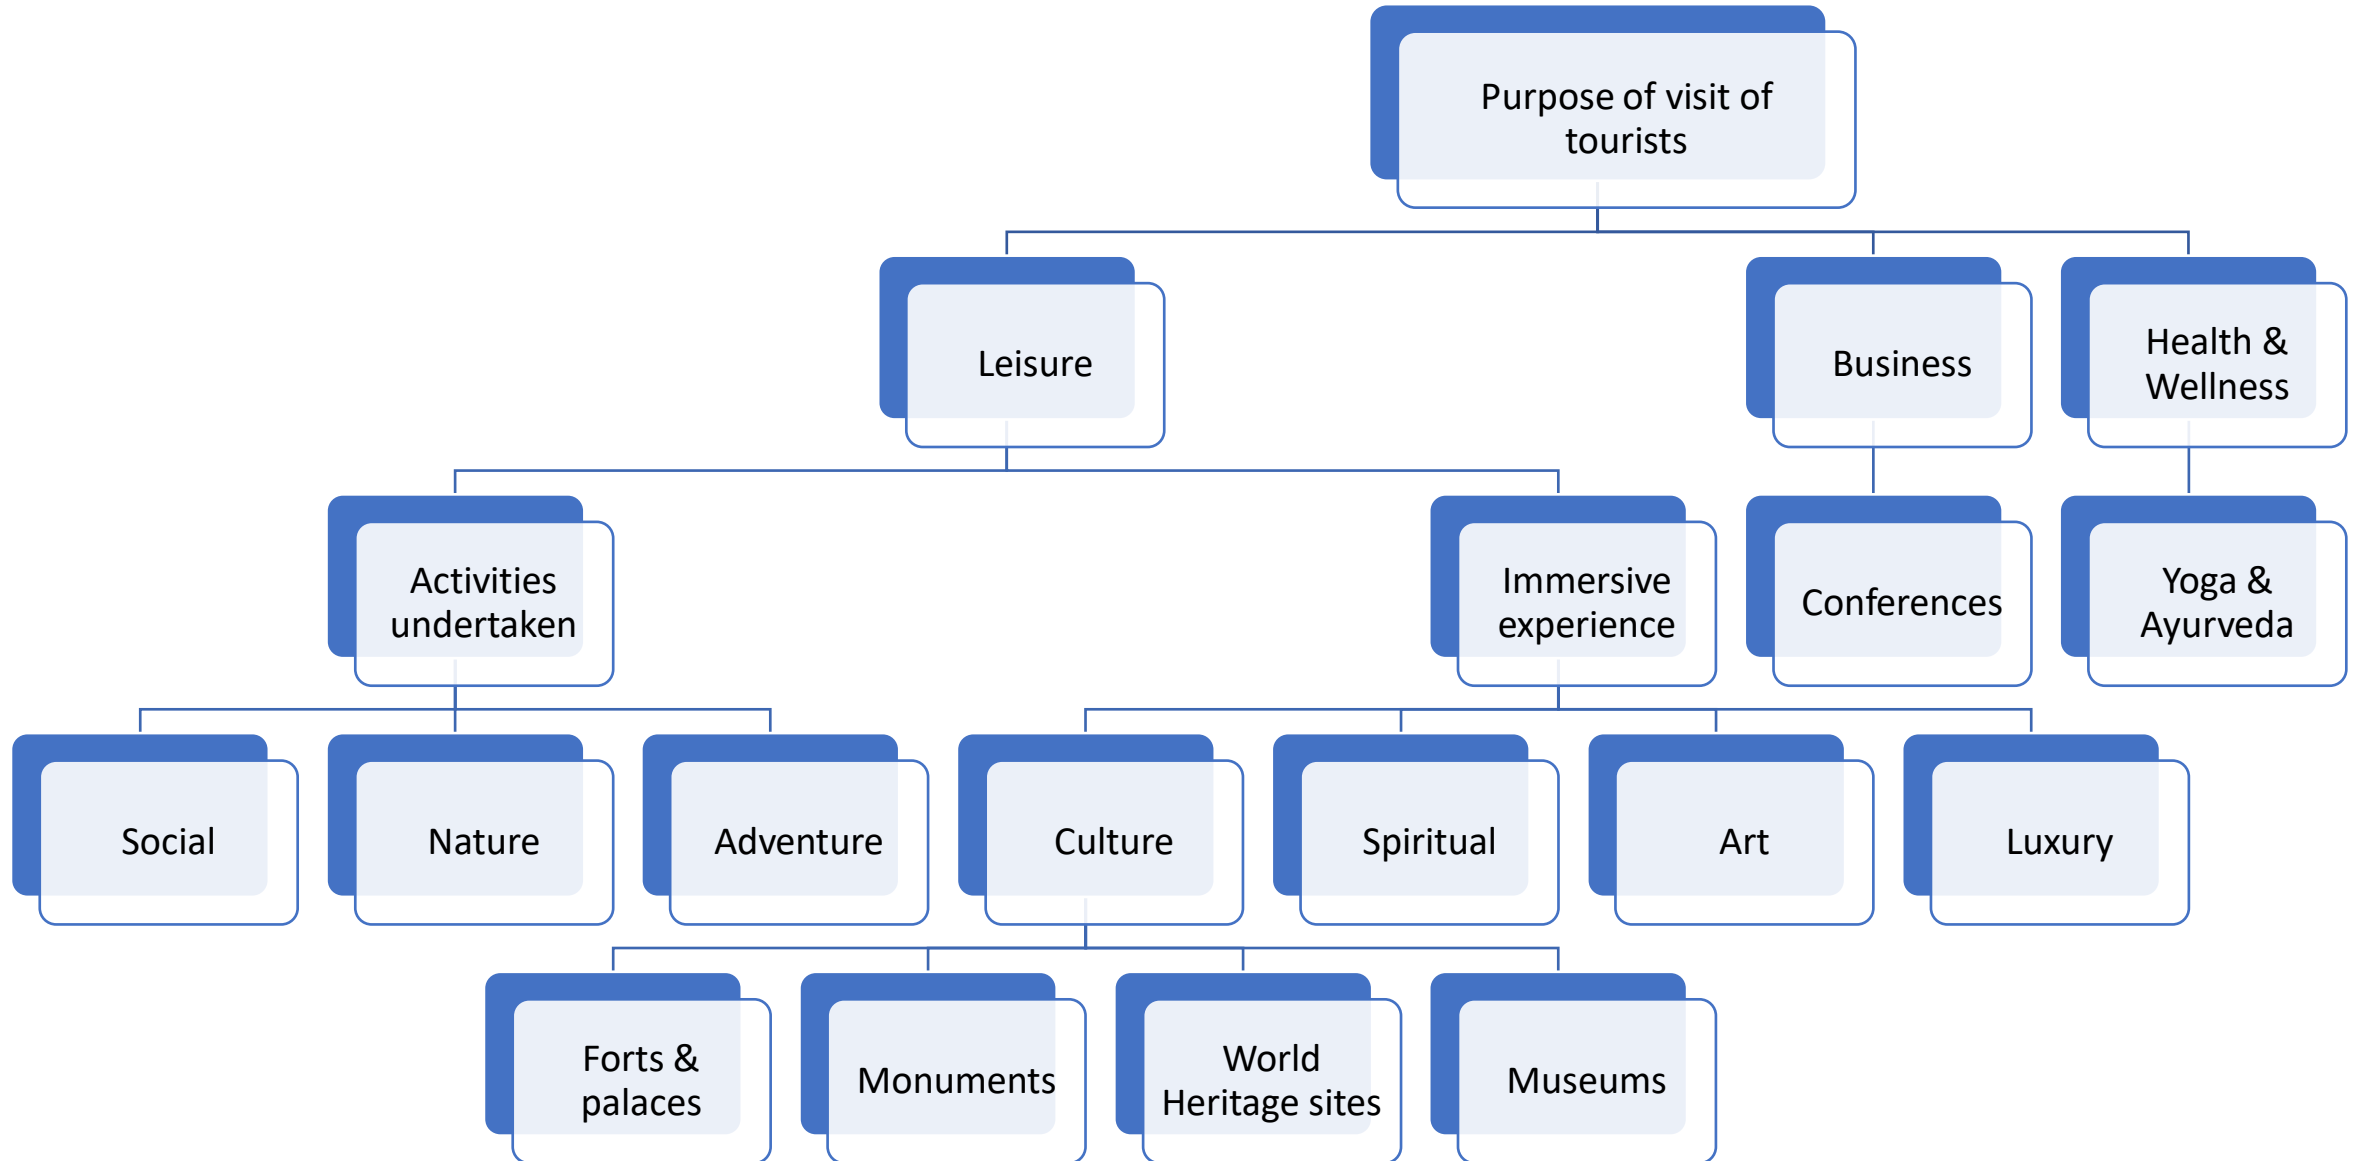 Purpose of visit of
tourists
Leisure
Business
Health &
Wellness
Activities
undertaken
Immersive
experience
Conferences
Yoga &
Ayurveda
Social
Nature
Adventure
Culture
Spiritual
Art
Luxury
Forts &
palaces
Monuments
World
Heritage sites
Museums